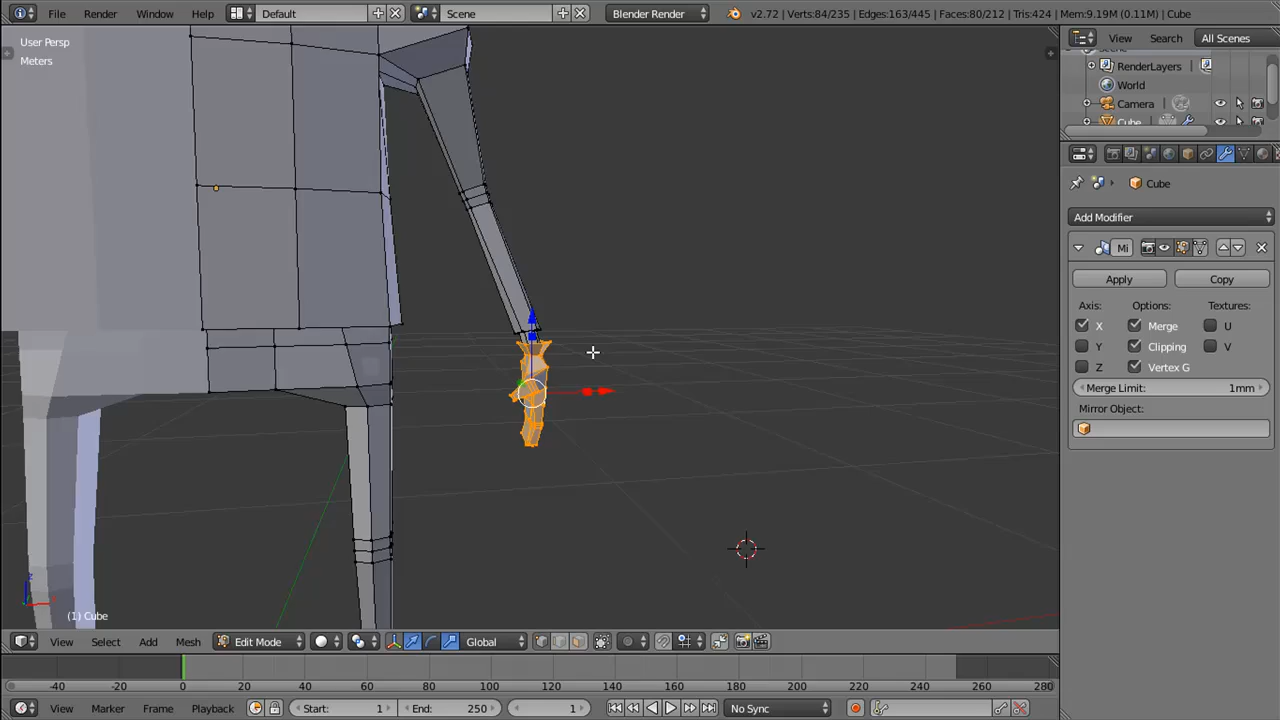 File Render Window Help Default Scene Blender Render v2.72 | Verts:84/235 | Edges:163/445 | Faces:80/212 | Tris:424 | Mem:9.19M (0.11M) | Cube
User Persp
Meters
View Search All Scenes
RenderLayers
World
Camera
Cube
Cube
Add Modifier
Mi
Apply Copy
Axis: Options: Textures:
X Merge U
Y Clipping V
Z Vertex G
Merge Limit: 1mm
Mirror Object:
(1) Cube
View Select Add Mesh Edit Mode Global
-40 -20 0 20 40 60 80 100 120 140 160 180 200 220 240 260 280
View Marker Frame Playback Start: 1 End: 250 1 No Sync